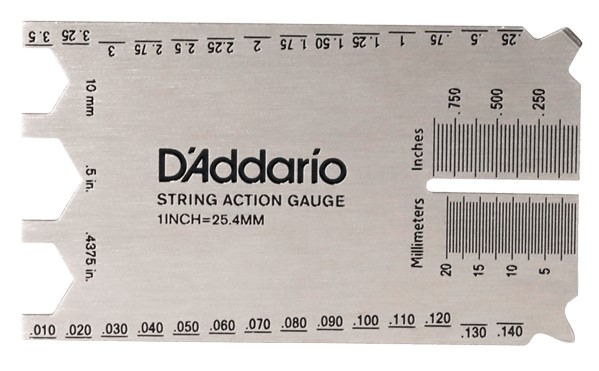 3.5 3.25 3 2.75 2.5 2.25 2 1.75 1.50 1.25 1 .75 .5 .25
10 mm
.5 in.
.4375 in.
D'Addario
STRING ACTION GAUGE
1INCH=25.4MM
Inches
.750 .500 .250
Millimeters
20 15 10 5
.010 .020 .030 .040 .050 .060 .070 .080 .090 .100 .110 .120 .130 .140